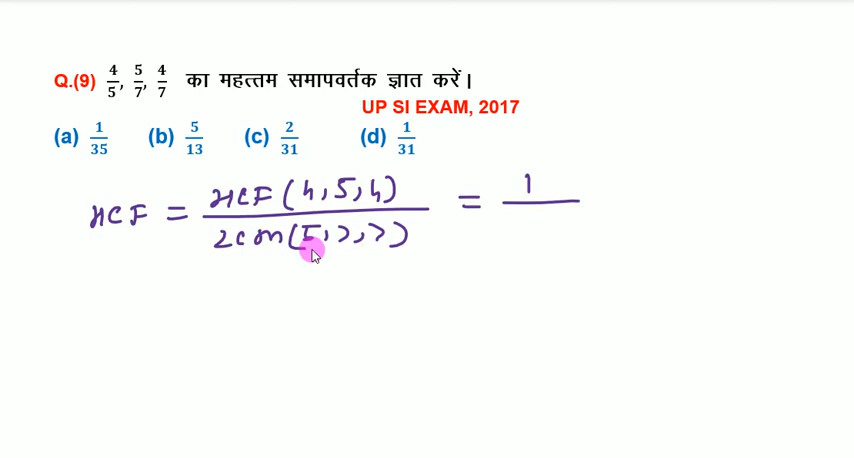 Q.(9) 4/5, 5/7, 4/7 का महत्तम समापवर्तक ज्ञात करें।
UP SI EXAM, 2017
(a) 1/35 (b) 5/13 (c) 2/31 (d) 1/31
HCF = HCF(4,5,4) / LCM(5,7,7) = 1